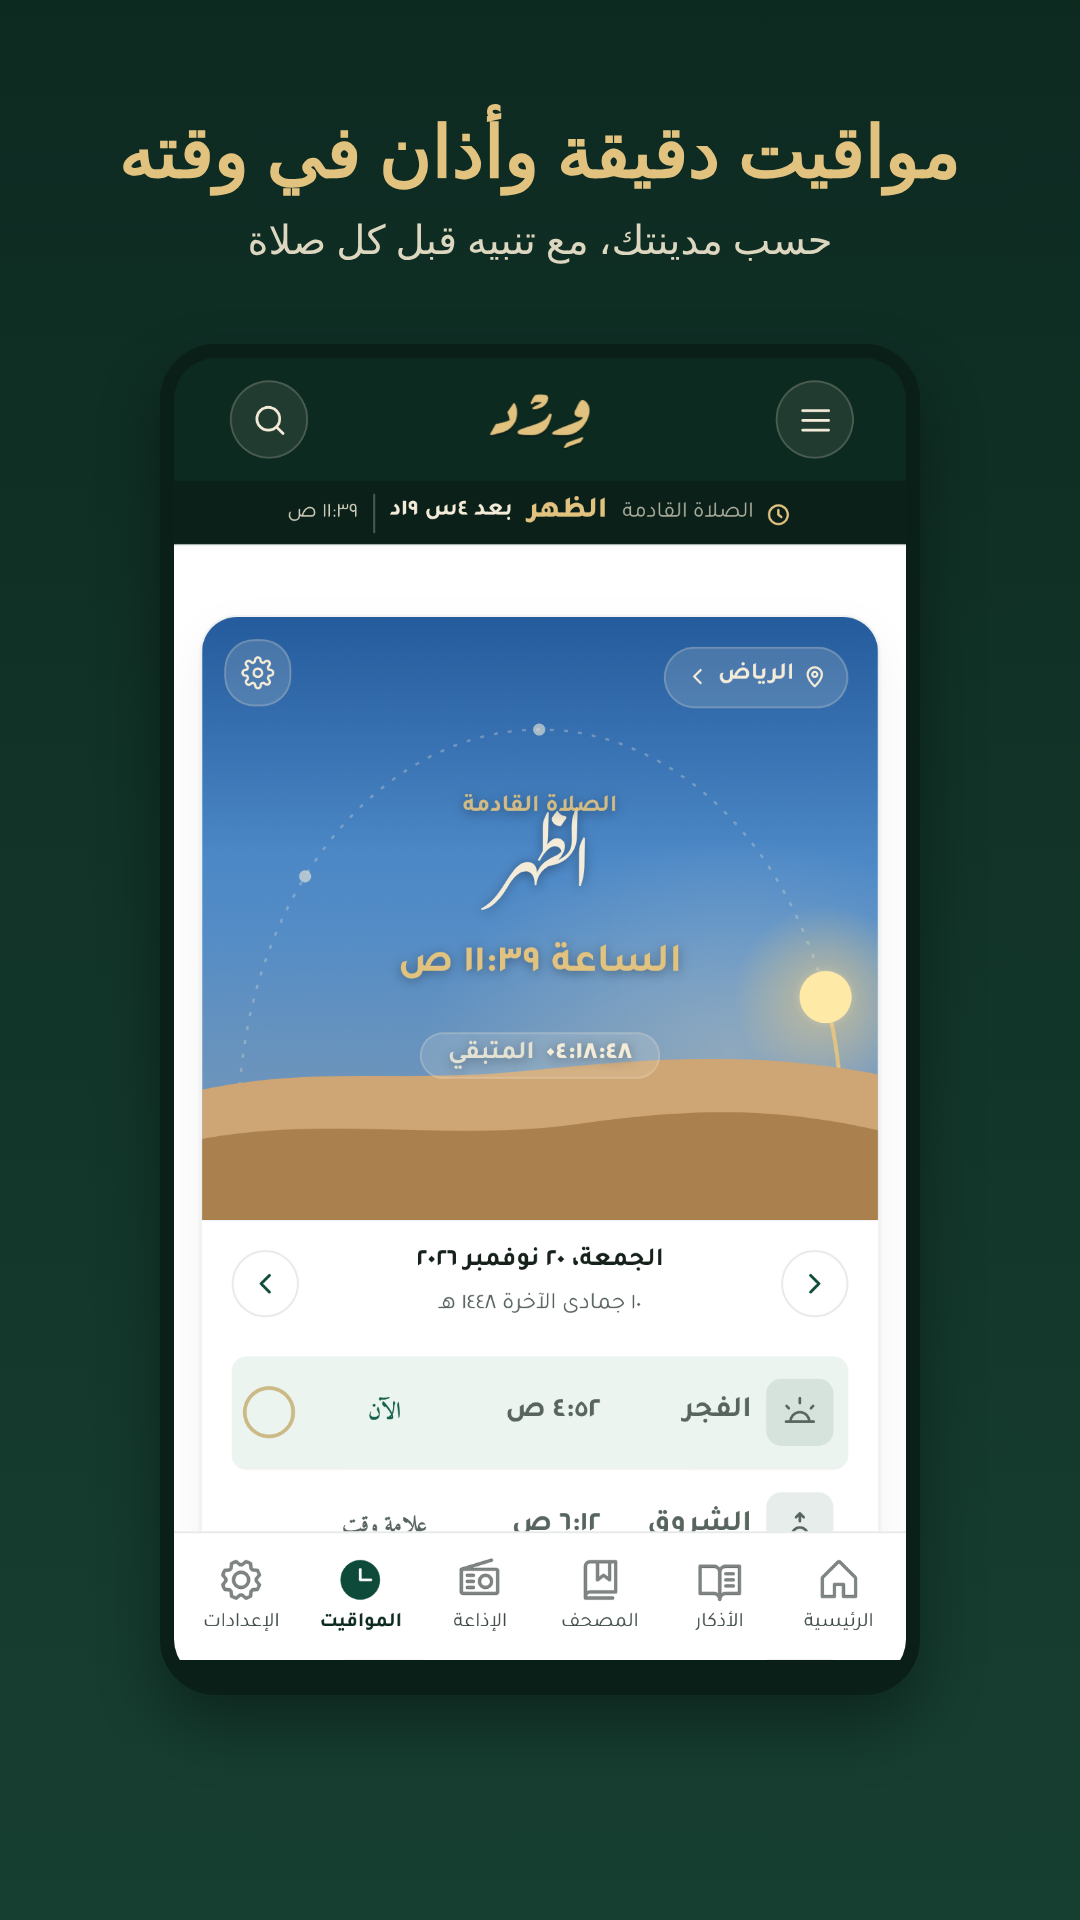 مواقيت دقيقة وأذان في وقته
حسب مدينتك، مع تنبيه قبل كل صلاة
وِرْد
الصلاة القادمة الظهر بعد ٤س ١٩د ١١:٣٩ ص
الرياض
الصلاة القادمة
الظهر
الساعة ١١:٣٩ ص
٠٤:١٨:٤٨ المتبقي
الجمعة، ٢٠ نوفمبر ٢٠٢٦
١٠ جمادى الآخرة ١٤٤٨ هـ
الفجر ٤:٥٢ ص الآن
الشروق ٦:١٢ ص علامة وقت
الرئيسية الأذكار المصحف الإذاعة المواقيت الإعدادات